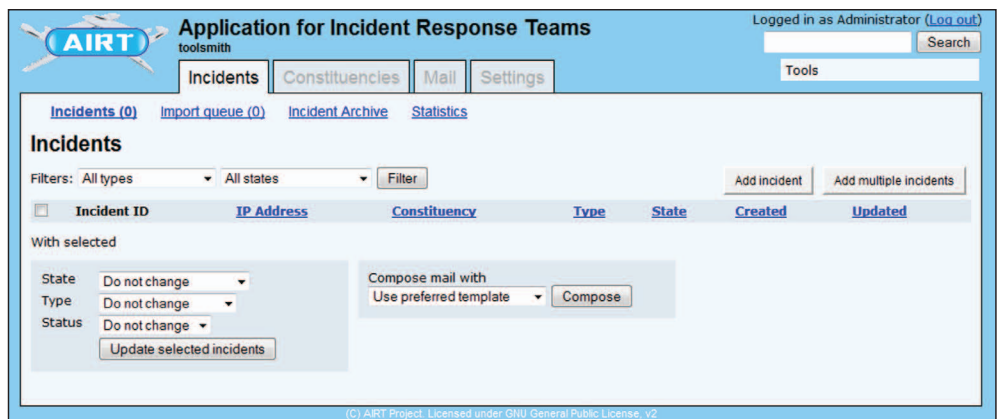 AIRT
Application for Incident Response Teams
toolsmith
Logged in as Administrator (Log out)
Search
Tools
Incidents Constituencies Mail Settings
Incidents (0) Import queue (0) Incident Archive Statistics
Incidents
Filters: All types All states Filter Add incident Add multiple incidents
Incident ID IP Address Constituency Type State Created Updated
With selected
State Do not change
Type Do not change
Status Do not change
Update selected incidents
Compose mail with
Use preferred template Compose
(C) AIRT Project. Licensed under GNU General Public License, v2